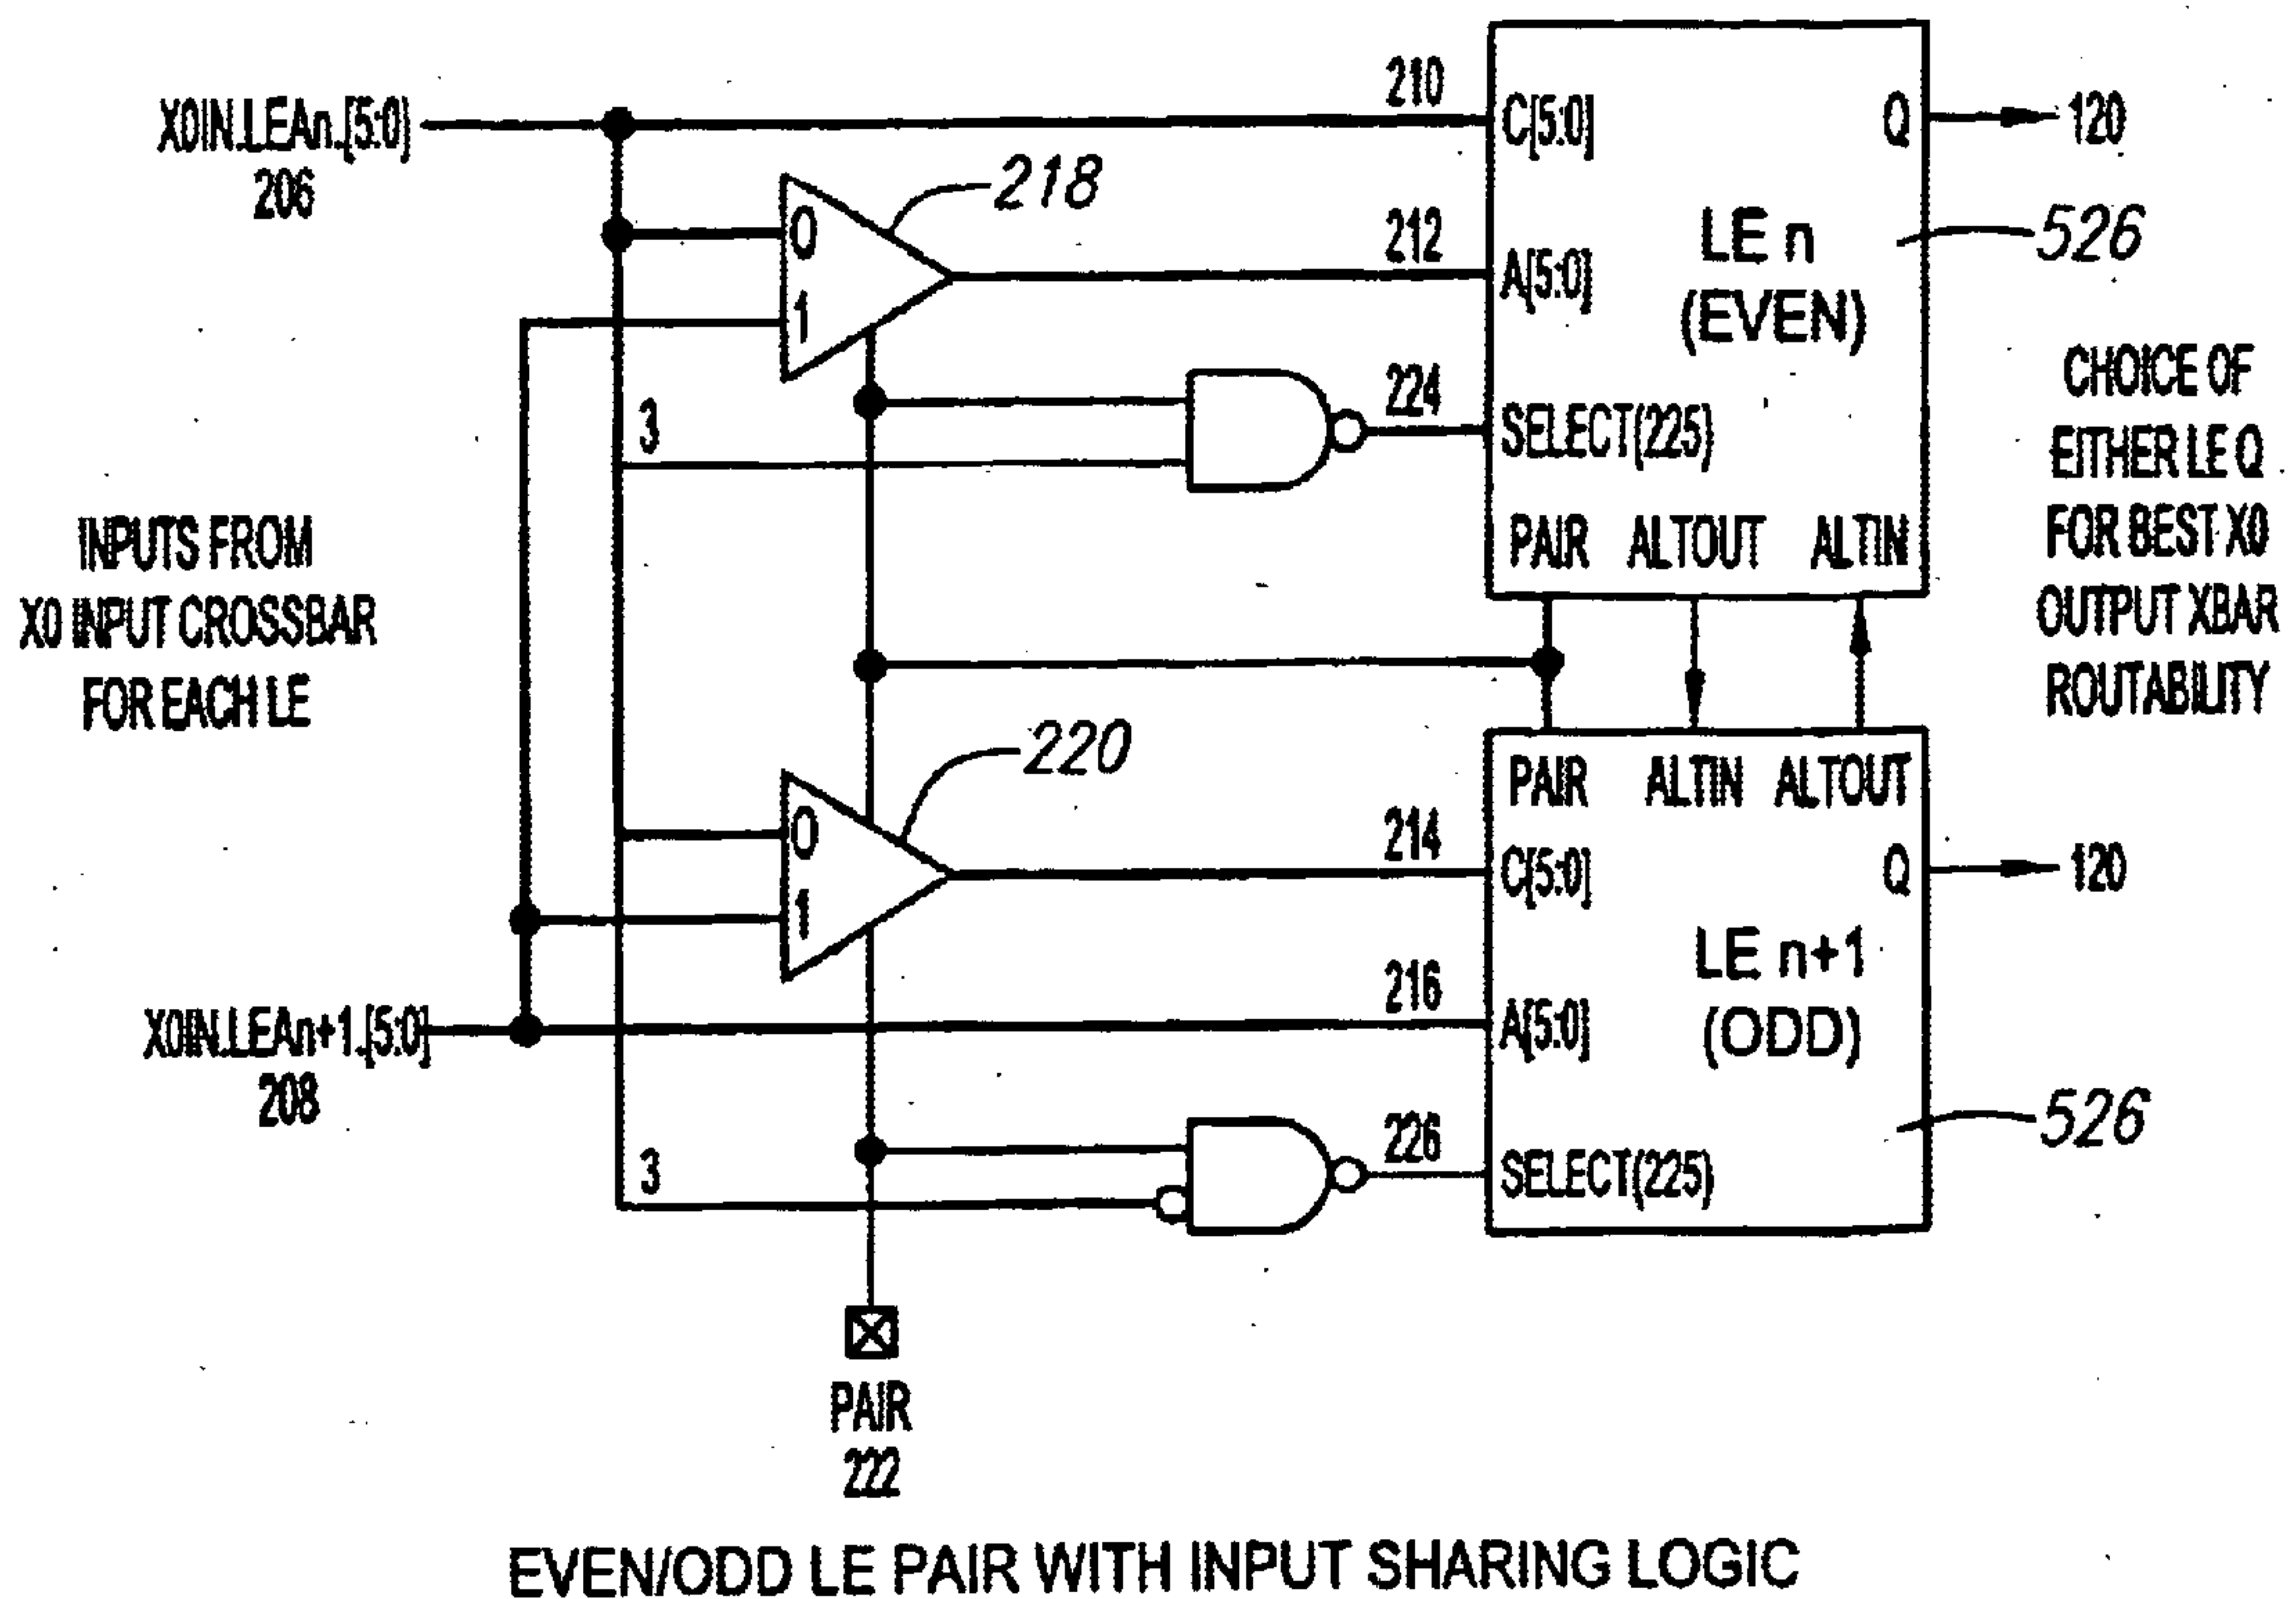 X0IN.LEAn.[5:0]
206
210
C[5:0]
Q
120
0
218
212
A[5:0]
LE n
(EVEN)
526
1
3
224
SELECT(225)
PAIR ALTOUT ALTIN
CHOICE OF
EITHER LE Q
FOR BEST X0
OUTPUT XBAR
ROUTABILITY
INPUTS FROM
X0 INPUT CROSSBAR
FOR EACH LE
220
PAIR ALTIN ALTOUT
0
214
C[5:0]
Q
120
1
X0IN.LEAn+1.[5:0]
208
216
A[5:0]
LE n+1
(ODD)
526
3
226
SELECT(225)
PAIR
222
EVEN/ODD LE PAIR WITH INPUT SHARING LOGIC